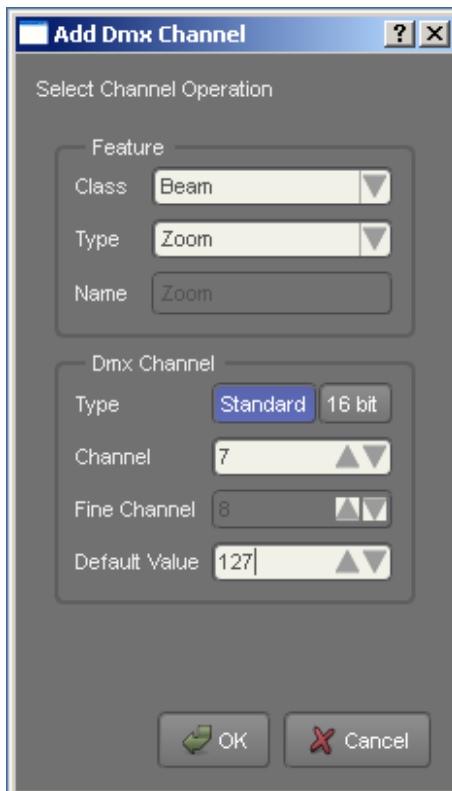 Add Dmx Channel
Select Channel Operation
Feature
Class Beam
Type Zoom
Name Zoom
Dmx Channel
Type Standard 16 bit
Channel 7
Fine Channel 8
Default Value 127
OK Cancel